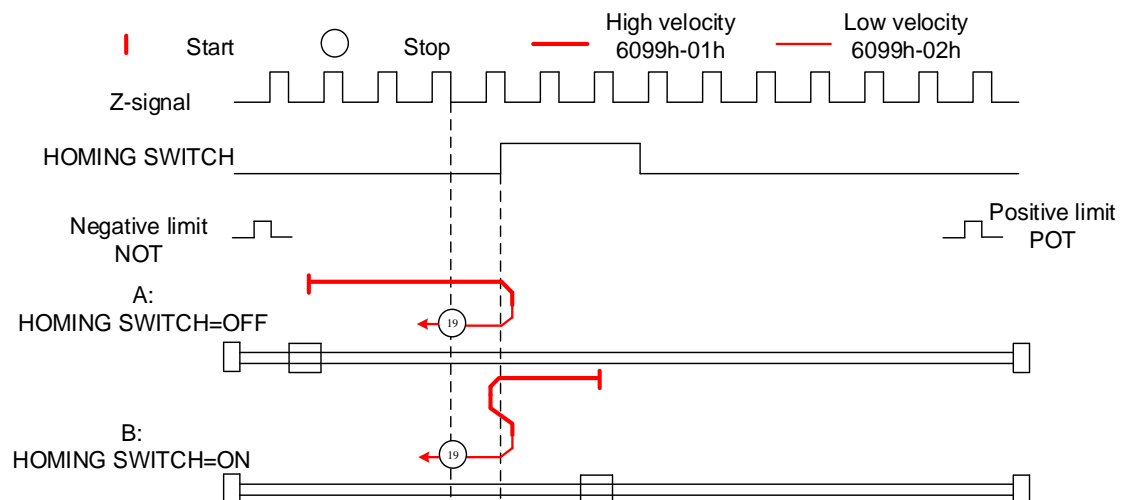 Start
Stop
High velocity
6099h-01h
Low velocity
6099h-02h
Z-signal
HOMING SWITCH
Negative limit
NOT
Positive limit
POT
A:
HOMING SWITCH=OFF
19
B:
HOMING SWITCH=ON
19